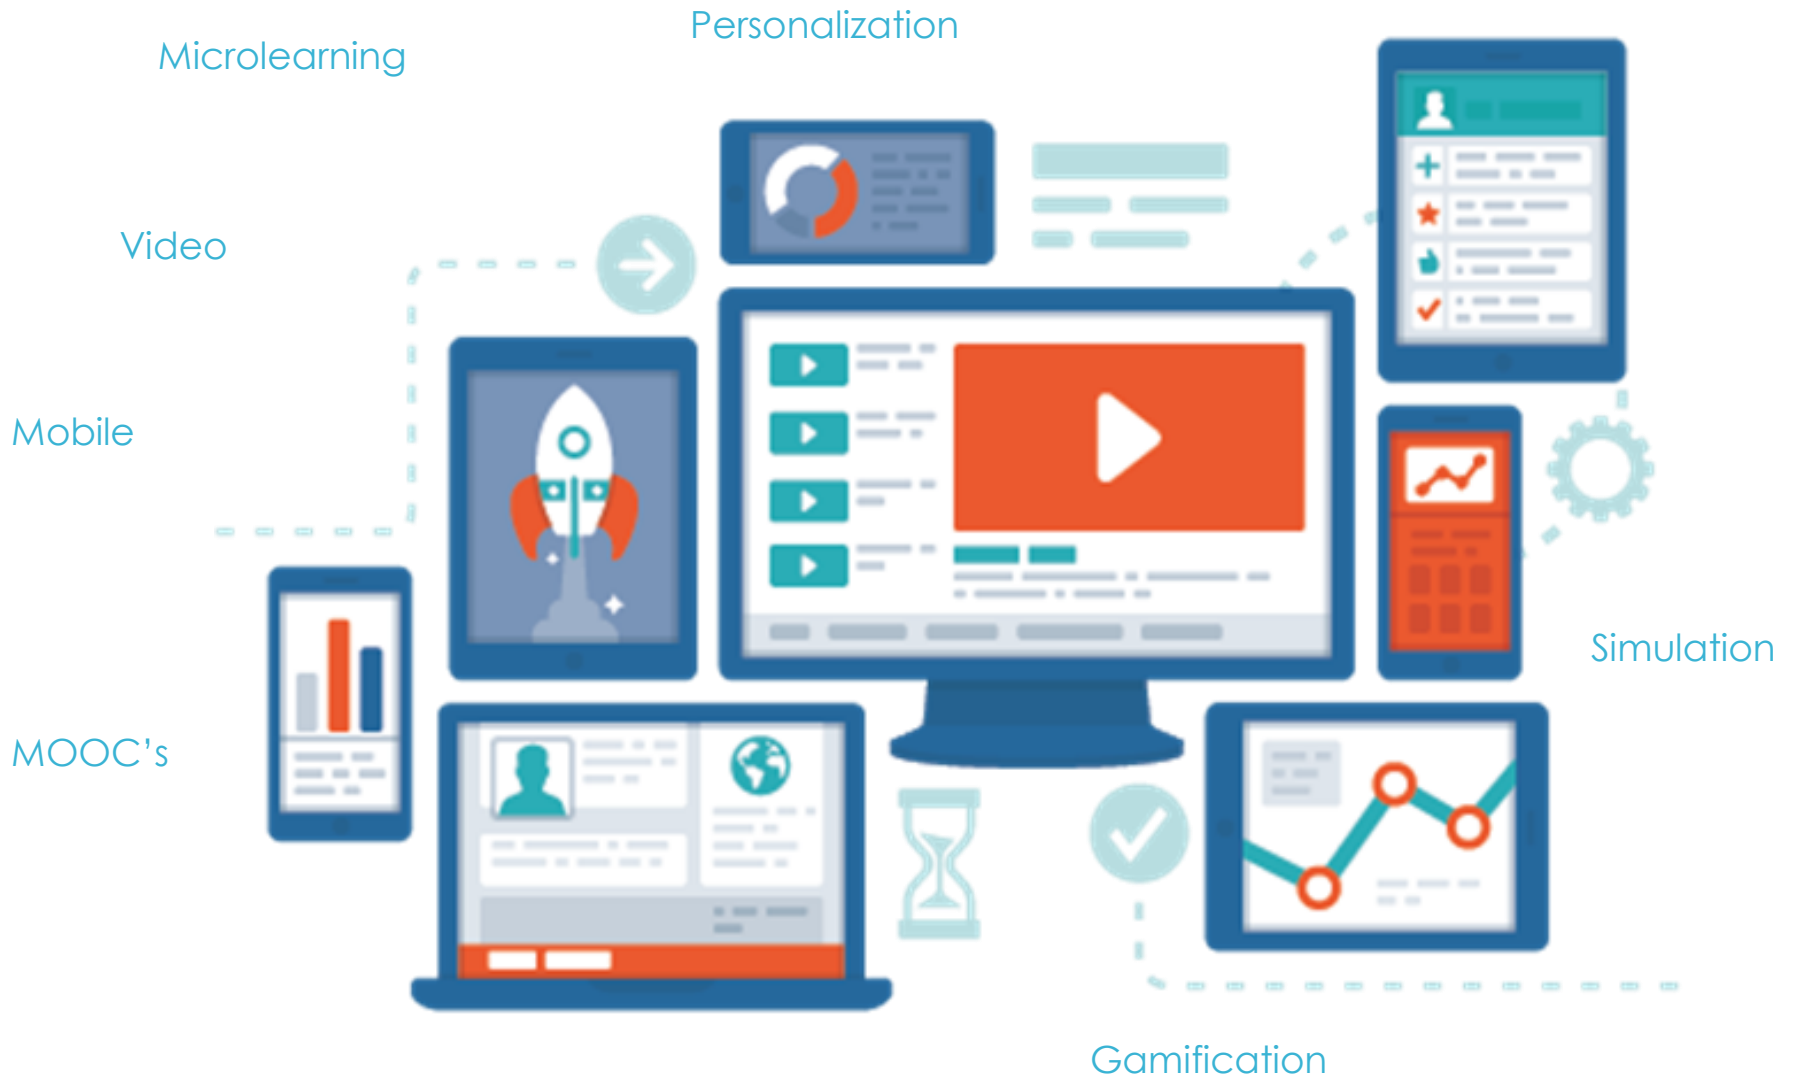 Personalization
Microlearning
Video
Mobile
Simulation
MOOC’s
Gamification